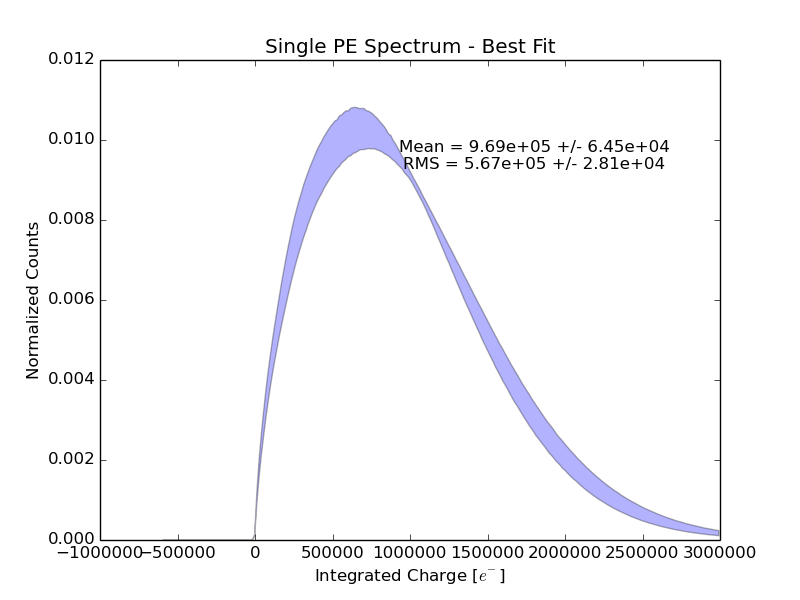 Single PE Spectrum - Best Fit
0.012
0.010
Mean = 9.69e+05 +/- 6.45e+04
RMS = 5.67e+05 +/- 2.81e+04
0.008
Normalized Counts
0.006
0.004
0.002
0.000
−1000000 −500000 0 500000 1000000 1500000 2000000 2500000 3000000
Integrated Charge [e⁻]